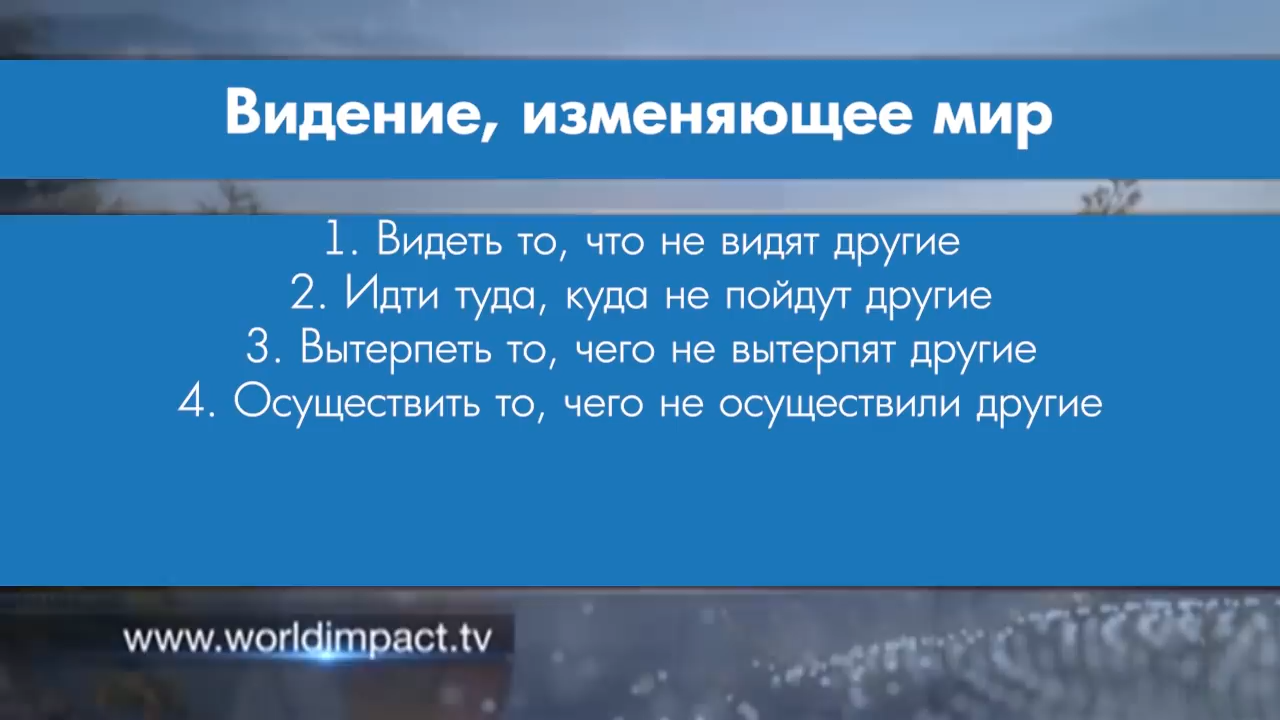 Видение, изменяющее мир
1. Видеть то, что не видят другие
2. Идти туда, куда не пойдут другие
3. Вытерпеть то, чего не вытерпят другие
4. Осуществить то, чего не осуществили другие
www.worldimpact.tv